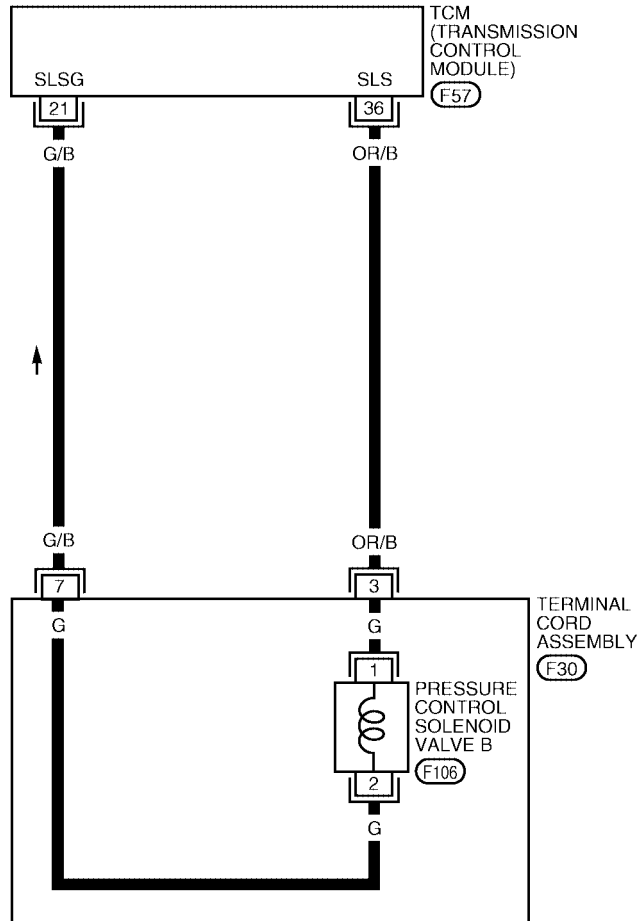 TCM
(TRANSMISSION
CONTROL
MODULE)
F57
SLSG SLS
21 36
G/B OR/B
G/B OR/B
7 3
G G
TERMINAL
CORD
ASSEMBLY
F30
1
PRESSURE
CONTROL
SOLENOID
VALVE B
F106
2
G